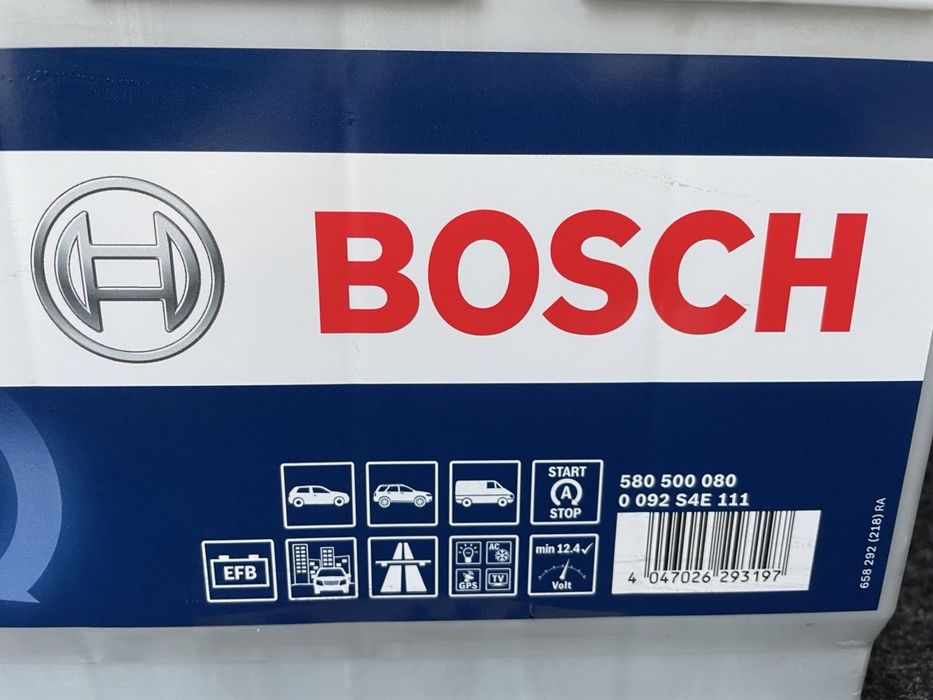 BOSCH
START
A
STOP
580 500 080
0 092 S4E 111
EFB
AC
GPS
TV
min 12.4✓
Volt
4 047026 293197
658 292 (218) RA